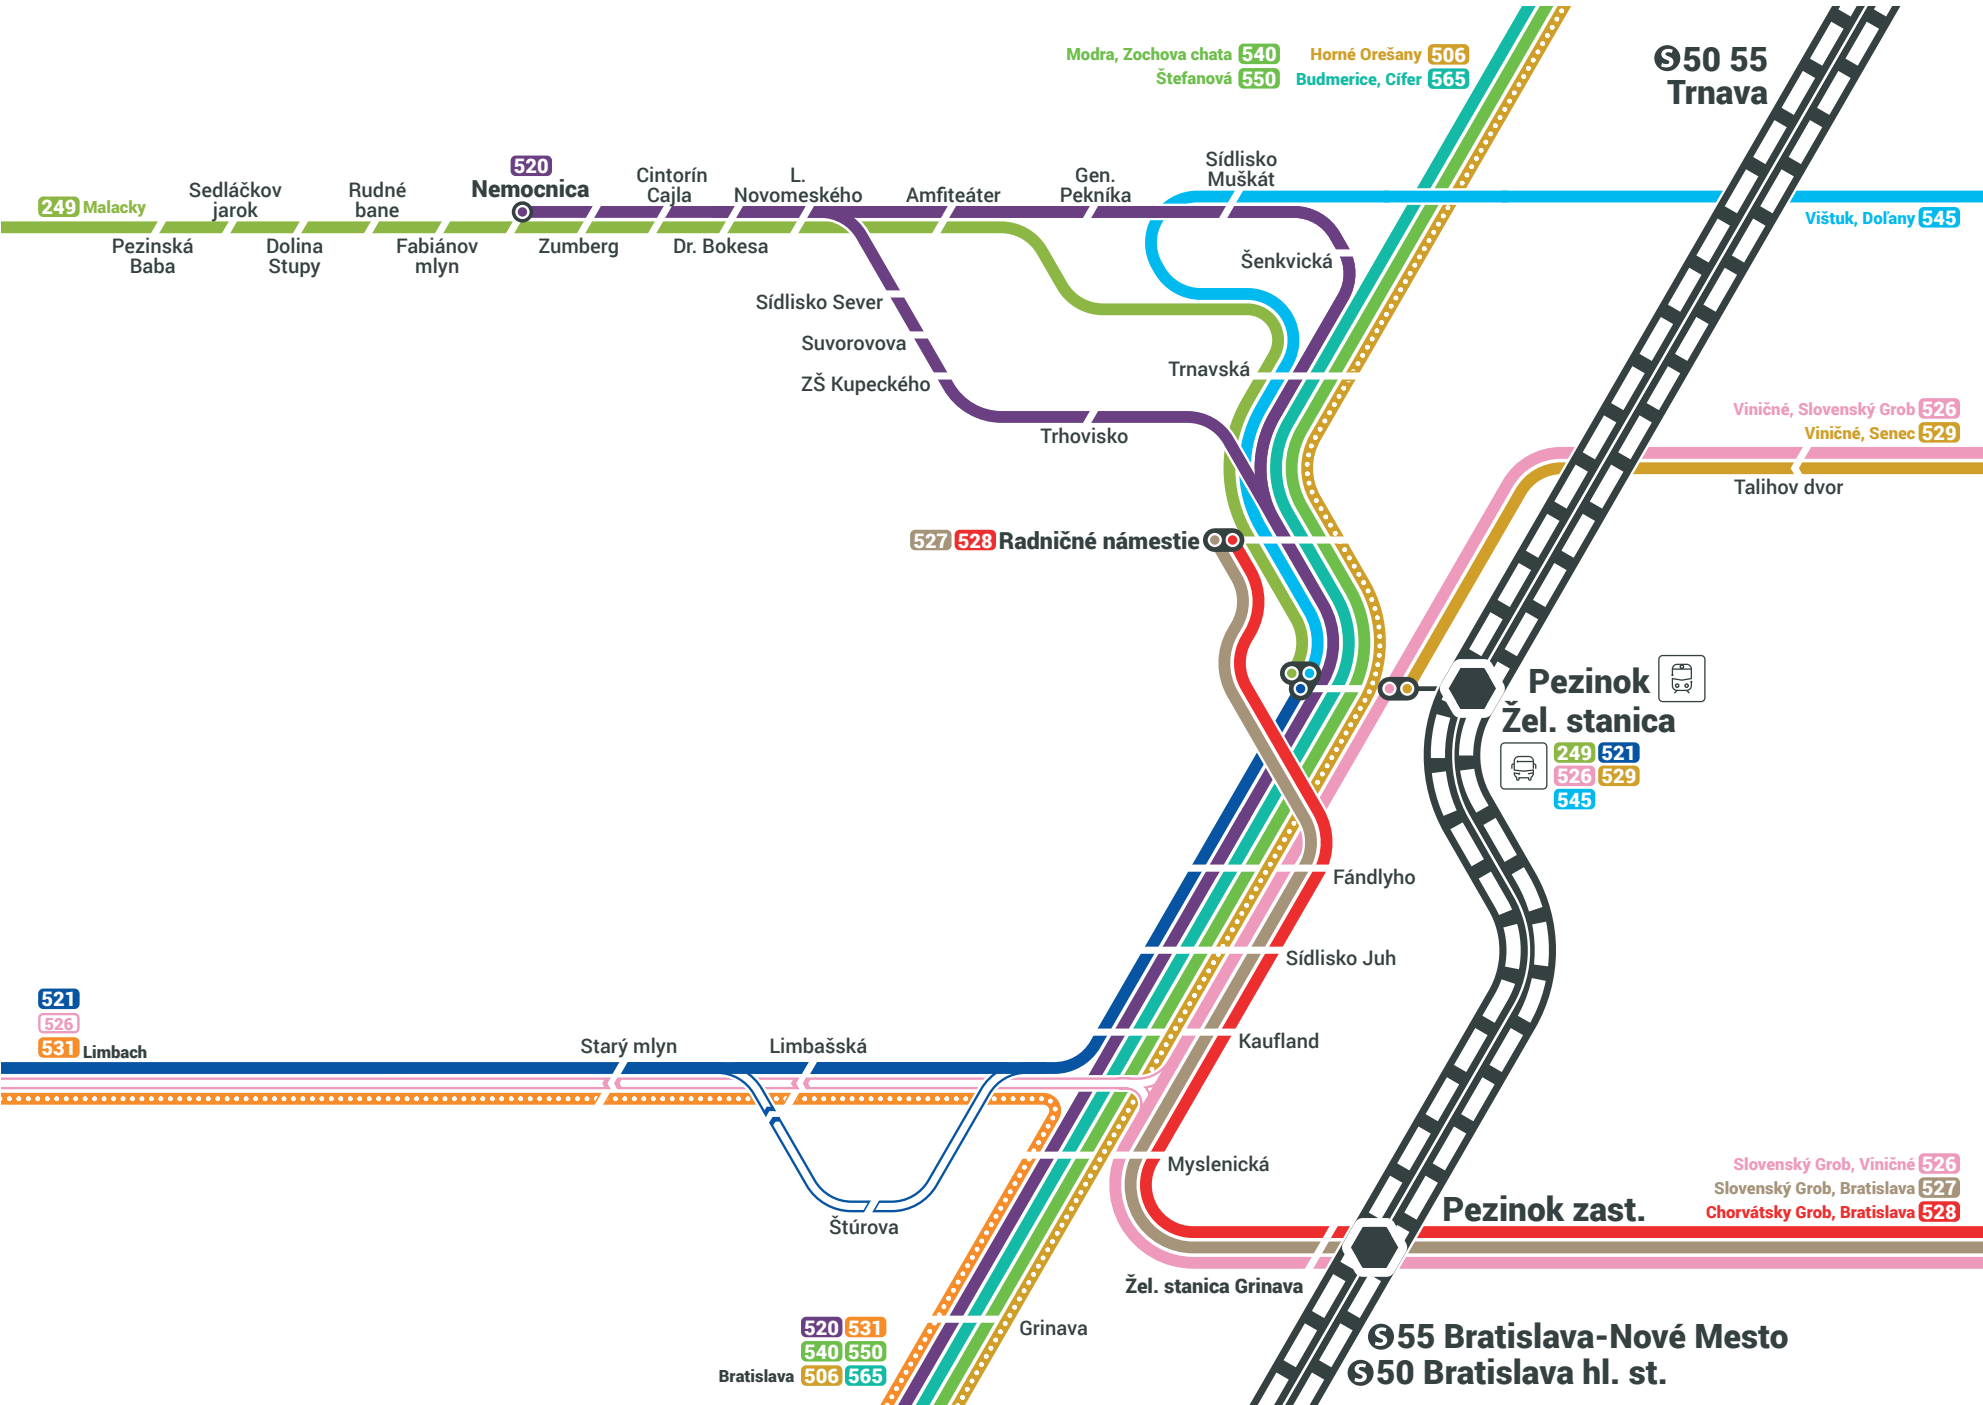 Modra, Zochova chata 540
Horné Orešany 506
Štefanová 550
Budmerice, Cífer 565
S 50 55
Trnava
520
Nemocnica
249 Malacky
Sedláčkov
jarok
Rudné
bane
Cintorín
Cajla
L.
Novomeského
Amfiteáter
Gen.
Pekníka
Sídlisko
Muškát
Vištuk, Doľany 545
Pezinská
Baba
Dolina
Stupy
Fabiánov
mlyn
Zumberg
Dr. Bokesa
Šenkvická
Sídlisko Sever
Suvorovova
ZŠ Kupeckého
Trnavská
Trhovisko
Viničné, Slovenský Grob 526
Viničné, Senec 529
Talihov dvor
527 528 Radničné námestie
Pezinok
Žel. stanica
249 521
526 529
545
Fándlyho
Sídlisko Juh
Kaufland
521
526
531 Limbach
Starý mlyn
Limbašská
Štúrova
Myslenická
Slovenský Grob, Viničné 526
Slovenský Grob, Bratislava 527
Chorvátsky Grob, Bratislava 528
Pezinok zast.
Žel. stanica Grinava
Grinava
520 531
540 550
Bratislava 506 565
S 55 Bratislava-Nové Mesto
S 50 Bratislava hl. st.